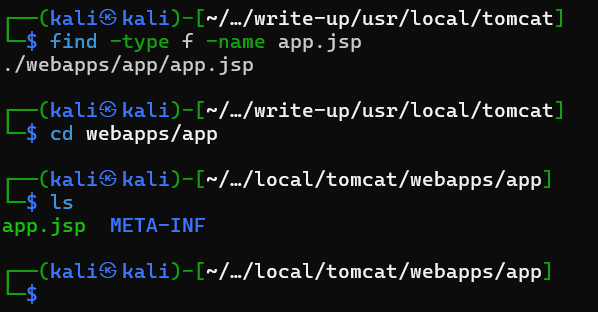 ┌──(kali㉿kali)-[~/…/write-up/usr/local/tomcat]
└─$ find -type f -name app.jsp
./webapps/app/app.jsp
┌──(kali㉿kali)-[~/…/write-up/usr/local/tomcat]
└─$ cd webapps/app
┌──(kali㉿kali)-[~/…/local/tomcat/webapps/app]
└─$ ls
app.jsp  META-INF
┌──(kali㉿kali)-[~/…/local/tomcat/webapps/app]
└─$